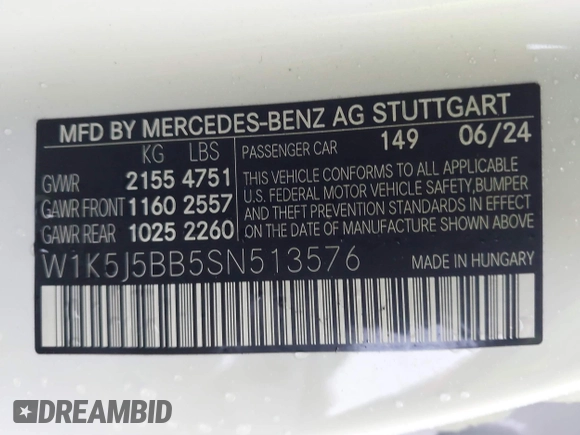 MFD BY MERCEDES-BENZ AG STUTTGART
KG LBS PASSENGER CAR 149 06/24
GVWR 2155 4751
GAWR FRONT 1160 2557
GAWR REAR 1025 2260
THIS VEHICLE CONFORMS TO ALL APPLICABLE
U.S. FEDERAL MOTOR VEHICLE SAFETY, BUMPER
AND THEFT PREVENTION STANDARDS IN EFFECT
ON THE DATE OF MANUFACTURE SHOWN ABOVE.
W1K5J5BB5SN513576 MADE IN HUNGARY
DREAMBID